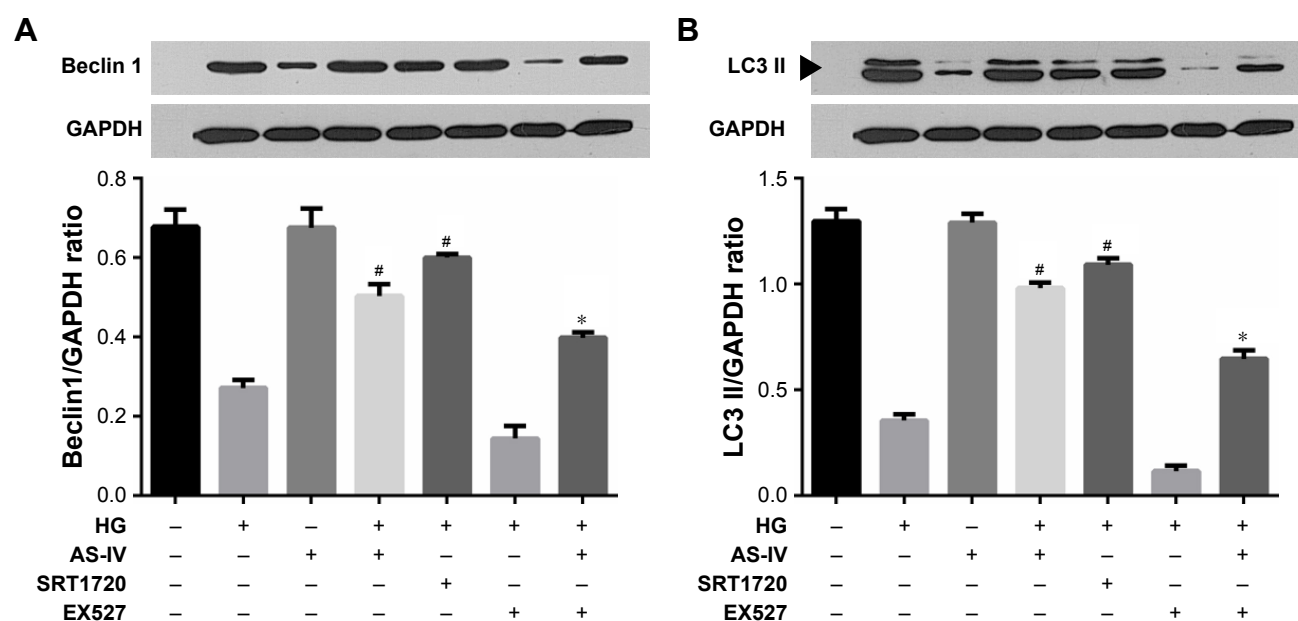 A
Beclin 1
GAPDH
0.8
0.6
0.4
0.2
0.0
Beclin1/GAPDH ratio
#
#
*
HG – + – + + + +
AS-IV – – + + – – +
SRT1720 – – – – + – –
EX527 – – – – – + +
B
LC3 II
GAPDH
1.5
1.0
0.5
0.0
LC3 II/GAPDH ratio
#
#
*
HG – + – + + + +
AS-IV – – + + – – +
SRT1720 – – – – + – –
EX527 – – – – – + +